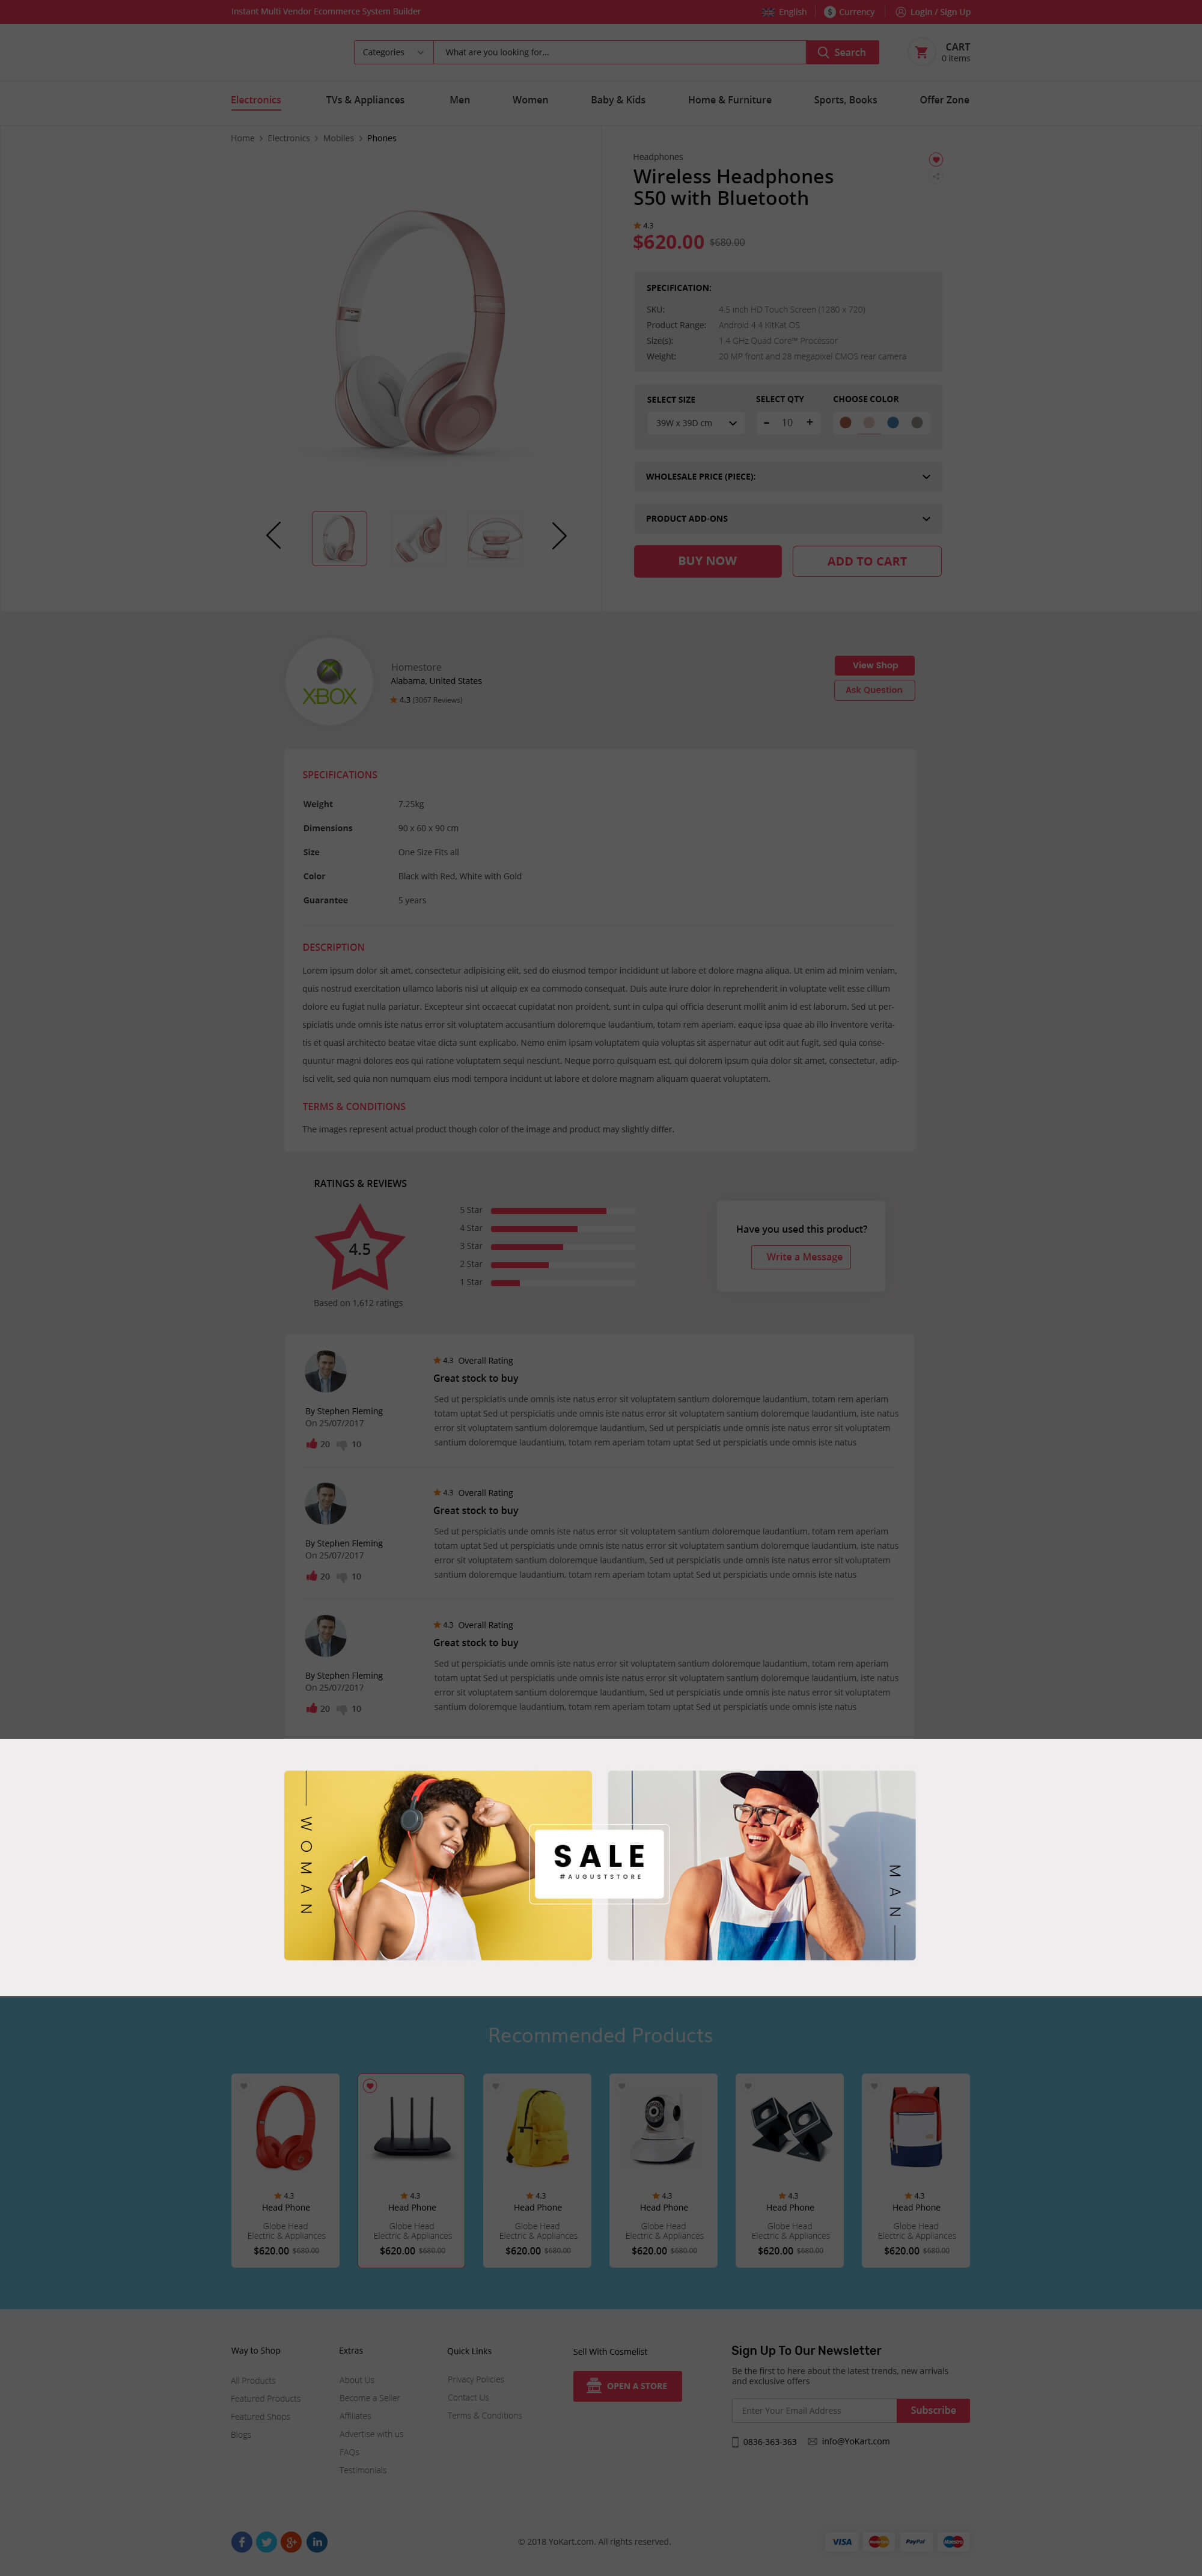 Instant Multi Vendor Ecommerce System Builder
English
$ Currency
Login / Sign Up
Categories
What are you looking for...
Search
CART
0 items
Electronics
TVs & Appliances
Men
Women
Baby & Kids
Home & Furniture
Sports, Books
Offer Zone
Home > Electronics > Mobiles > Phones
Headphones
Wireless Headphones
S50 with Bluetooth
4.3
$620.00 $680.00
SPECIFICATION:
SKU: 4.5 inch HD Touch Screen (1280 x 720)
Product Range: Android 4.4 KitKat OS
Size(s): 1.4 GHz Quad Core™ Processor
Weight: 20 MP front and 28 megapixel CMOS rear camera
SELECT SIZE
SELECT QTY
CHOOSE COLOR
39W x 39D cm
- 10 +
WHOLESALE PRICE (PIECE):
PRODUCT ADD-ONS
BUY NOW
ADD TO CART
XBOX
Homestore
Alabama, United States
4.3 (3067 Reviews)
View Shop
Ask Question
SPECIFICATIONS
Weight 7.25kg
Dimensions 90 x 60 x 90 cm
Size One Size Fits all
Color Black with Red, White with Gold
Guarantee 5 years
DESCRIPTION
Lorem ipsum dolor sit amet, consectetur adipisicing elit, sed do eiusmod tempor incididunt ut labore et dolore magna aliqua. Ut enim ad minim veniam,
quis nostrud exercitation ullamco laboris nisi ut aliquip ex ea commodo consequat. Duis aute irure dolor in reprehenderit in voluptate velit esse cillum
dolore eu fugiat nulla pariatur. Excepteur sint occaecat cupidatat non proident, sunt in culpa qui officia deserunt mollit anim id est laborum. Sed ut per-
spiciatis unde omnis iste natus error sit voluptatem accusantium doloremque laudantium, totam rem aperiam, eaque ipsa quae ab illo inventore verita-
tis et quasi architecto beatae vitae dicta sunt explicabo. Nemo enim ipsam voluptatem quia voluptas sit aspernatur aut odit aut fugit, sed quia conse-
quuntur magni dolores eos qui ratione voluptatem sequi nesciunt. Neque porro quisquam est, qui dolorem ipsum quia dolor sit amet, consectetur, adip-
isci velit, sed quia non numquam eius modi tempora incidunt ut labore et dolore magnam aliquam quaerat voluptatem.
TERMS & CONDITIONS
The images represent actual product though color of the image and product may slightly differ.
RATINGS & REVIEWS
4.5
Based on 1,612 ratings
5 Star
4 Star
3 Star
2 Star
1 Star
Have you used this product?
Write a Message
4.3 Overall Rating
Great stock to buy
Sed ut perspiciatis unde omnis iste natus error sit voluptatem santium doloremque laudantium, totam rem aperiam
totam uptat Sed ut perspiciatis unde omnis iste natus error sit voluptatem santium doloremque laudantium, iste natus
error sit voluptatem santium doloremque laudantium, Sed ut perspiciatis unde omnis iste natus error sit voluptatem
santium doloremque laudantium, totam rem aperiam totam uptat Sed ut perspiciatis unde omnis iste natus
By Stephen Fleming
On 25/07/2017
20 10
4.3 Overall Rating
Great stock to buy
Sed ut perspiciatis unde omnis iste natus error sit voluptatem santium doloremque laudantium, totam rem aperiam
totam uptat Sed ut perspiciatis unde omnis iste natus error sit voluptatem santium doloremque laudantium, iste natus
error sit voluptatem santium doloremque laudantium, Sed ut perspiciatis unde omnis iste natus error sit voluptatem
santium doloremque laudantium, totam rem aperiam totam uptat Sed ut perspiciatis unde omnis iste natus
By Stephen Fleming
On 25/07/2017
20 10
4.3 Overall Rating
Great stock to buy
Sed ut perspiciatis unde omnis iste natus error sit voluptatem santium doloremque laudantium, totam rem aperiam
totam uptat Sed ut perspiciatis unde omnis iste natus error sit voluptatem santium doloremque laudantium, iste natus
error sit voluptatem santium doloremque laudantium, Sed ut perspiciatis unde omnis iste natus error sit voluptatem
santium doloremque laudantium, totam rem aperiam totam uptat Sed ut perspiciatis unde omnis iste natus
By Stephen Fleming
On 25/07/2017
20 10
WOMAN
SALE
#AUGUSTSTORE
MAN
Recommended Products
4.3
Head Phone
Globe Head
Electric & Appliances
$620.00 $680.00
4.3
Head Phone
Globe Head
Electric & Appliances
$620.00 $680.00
4.3
Head Phone
Globe Head
Electric & Appliances
$620.00 $680.00
4.3
Head Phone
Globe Head
Electric & Appliances
$620.00 $680.00
4.3
Head Phone
Globe Head
Electric & Appliances
$620.00 $680.00
4.3
Head Phone
Globe Head
Electric & Appliances
$620.00 $680.00
Way to Shop
All Products
Featured Products
Featured Shops
Blogs
Extras
About Us
Become a Seller
Affiliates
Advertise with us
FAQs
Testimonials
Quick Links
Privacy Policies
Contact Us
Terms & Conditions
Sell With Cosmelist
OPEN A STORE
Sign Up To Our Newsletter
Be the first to here about the latest trends, new arrivals
and exclusive offers
Enter Your Email Address
Subscribe
0836-363-363
info@YoKart.com
f
g+
in
© 2018 YoKart.com. All rights reserved.
VISA
MasterCard
PayPal
Maestro